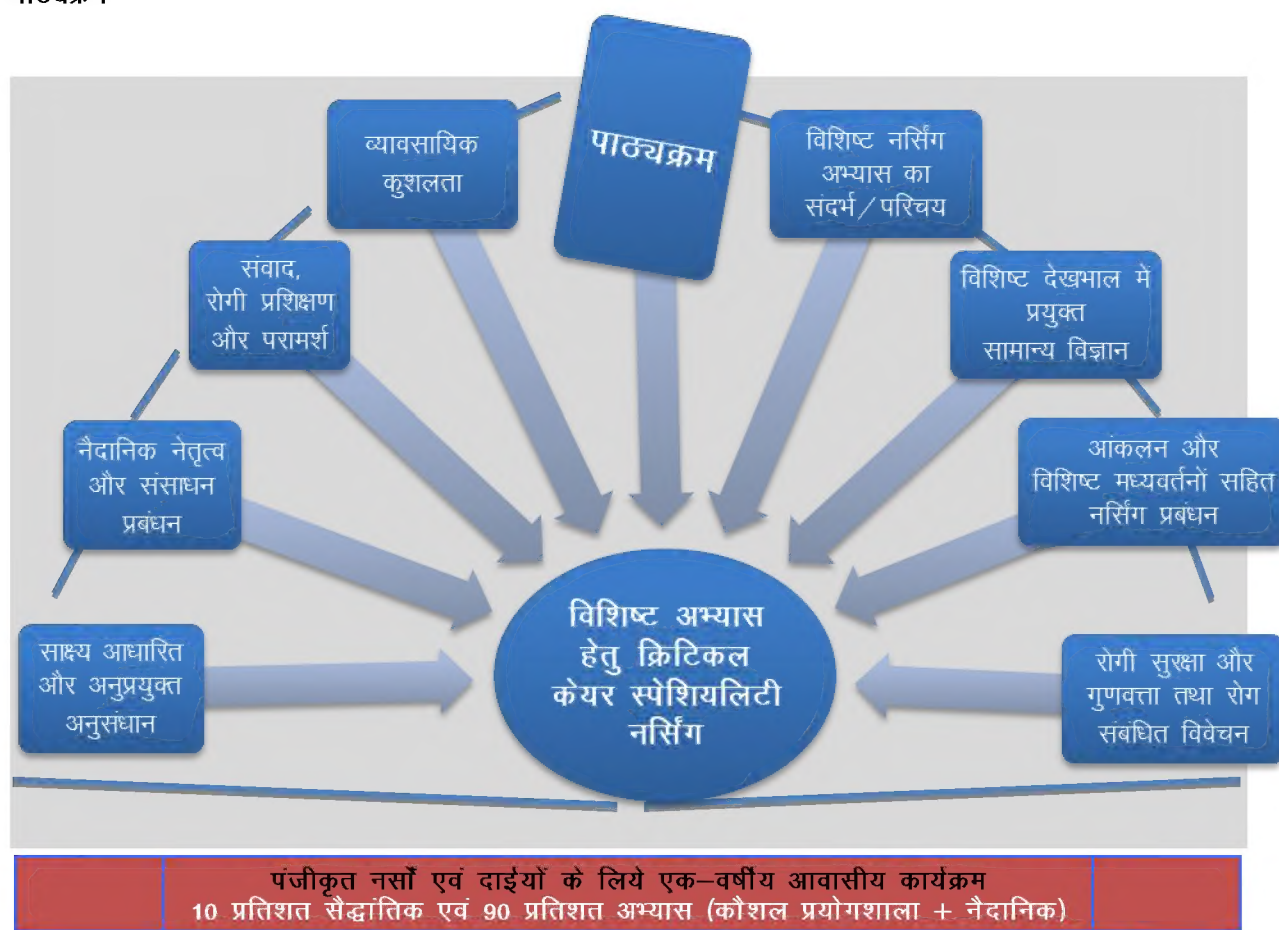 पाठ्यक्रम
पाठ्यक्रम
व्यावसायिक
कुशलता
विशिष्ट नर्सिंग
अभ्यास का
संदर्भ/परिचय
संवाद,
रोगी प्रशिक्षण
और परामर्श
विशिष्ट देखभाल में
प्रयुक्त
सामान्य विज्ञान
नैदानिक नेतृत्व
और संसाधन
प्रबंधन
आंकलन और
विशिष्ट मध्यवर्तनों सहित
नर्सिंग प्रबंधन
साक्ष्य आधारित
और अनुप्रयुक्त
अनुसंधान
विशिष्ट अभ्यास
हेतु क्रिटिकल
केयर स्पेशियलिटी
नर्सिंग
रोगी सुरक्षा और
गुणवत्ता तथा रोग
संबंधित विवेचन
पंजीकृत नर्सों एवं दाईयों के लिये एक–वर्षीय आवासीय कार्यक्रम
10 प्रतिशत सैद्धांतिक एवं 90 प्रतिशत अभ्यास (कौशल प्रयोगशाला + नैदानिक)